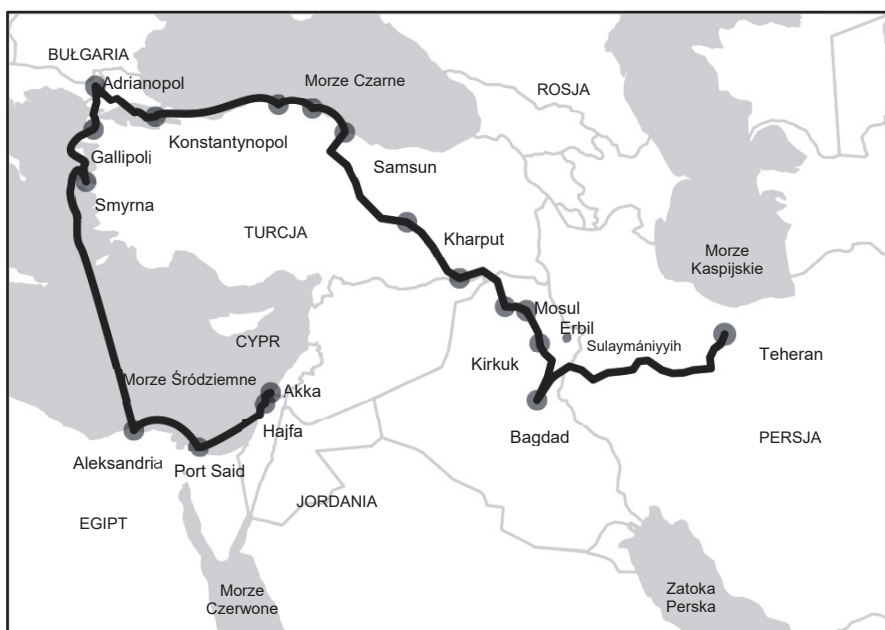 BUŁGARIA
Adrianopol
Morze Czarne
ROSJA
Konstantynopol
Gallipoli
Samsun
Smyrna
TURCJA
Kharput
Morze
Kaspijskie
Mosul
Erbil
CYPR
Sulaymániyyih
Teheran
Kirkuk
Morze Śródziemne
Akka
Hajfa
Bagdad
PERSJA
Aleksandria
Port Said
JORDANIA
EGIPT
Morze
Czerwone
Zatoka
Perska